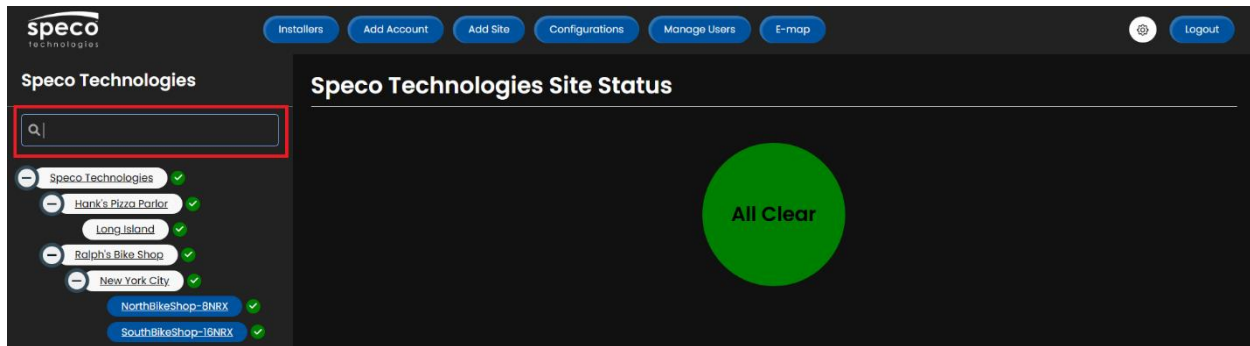 speco
technologies
Installers
Add Account
Add Site
Configurations
Manage Users
E-map
Logout
Speco Technologies
Speco Technologies Site Status
Speco Technologies
Hank's Pizza Parlor
Long Island
Ralph's Bike Shop
New York City
NorthBikeShop-8NRX
SouthBikeShop-16NRX
All Clear